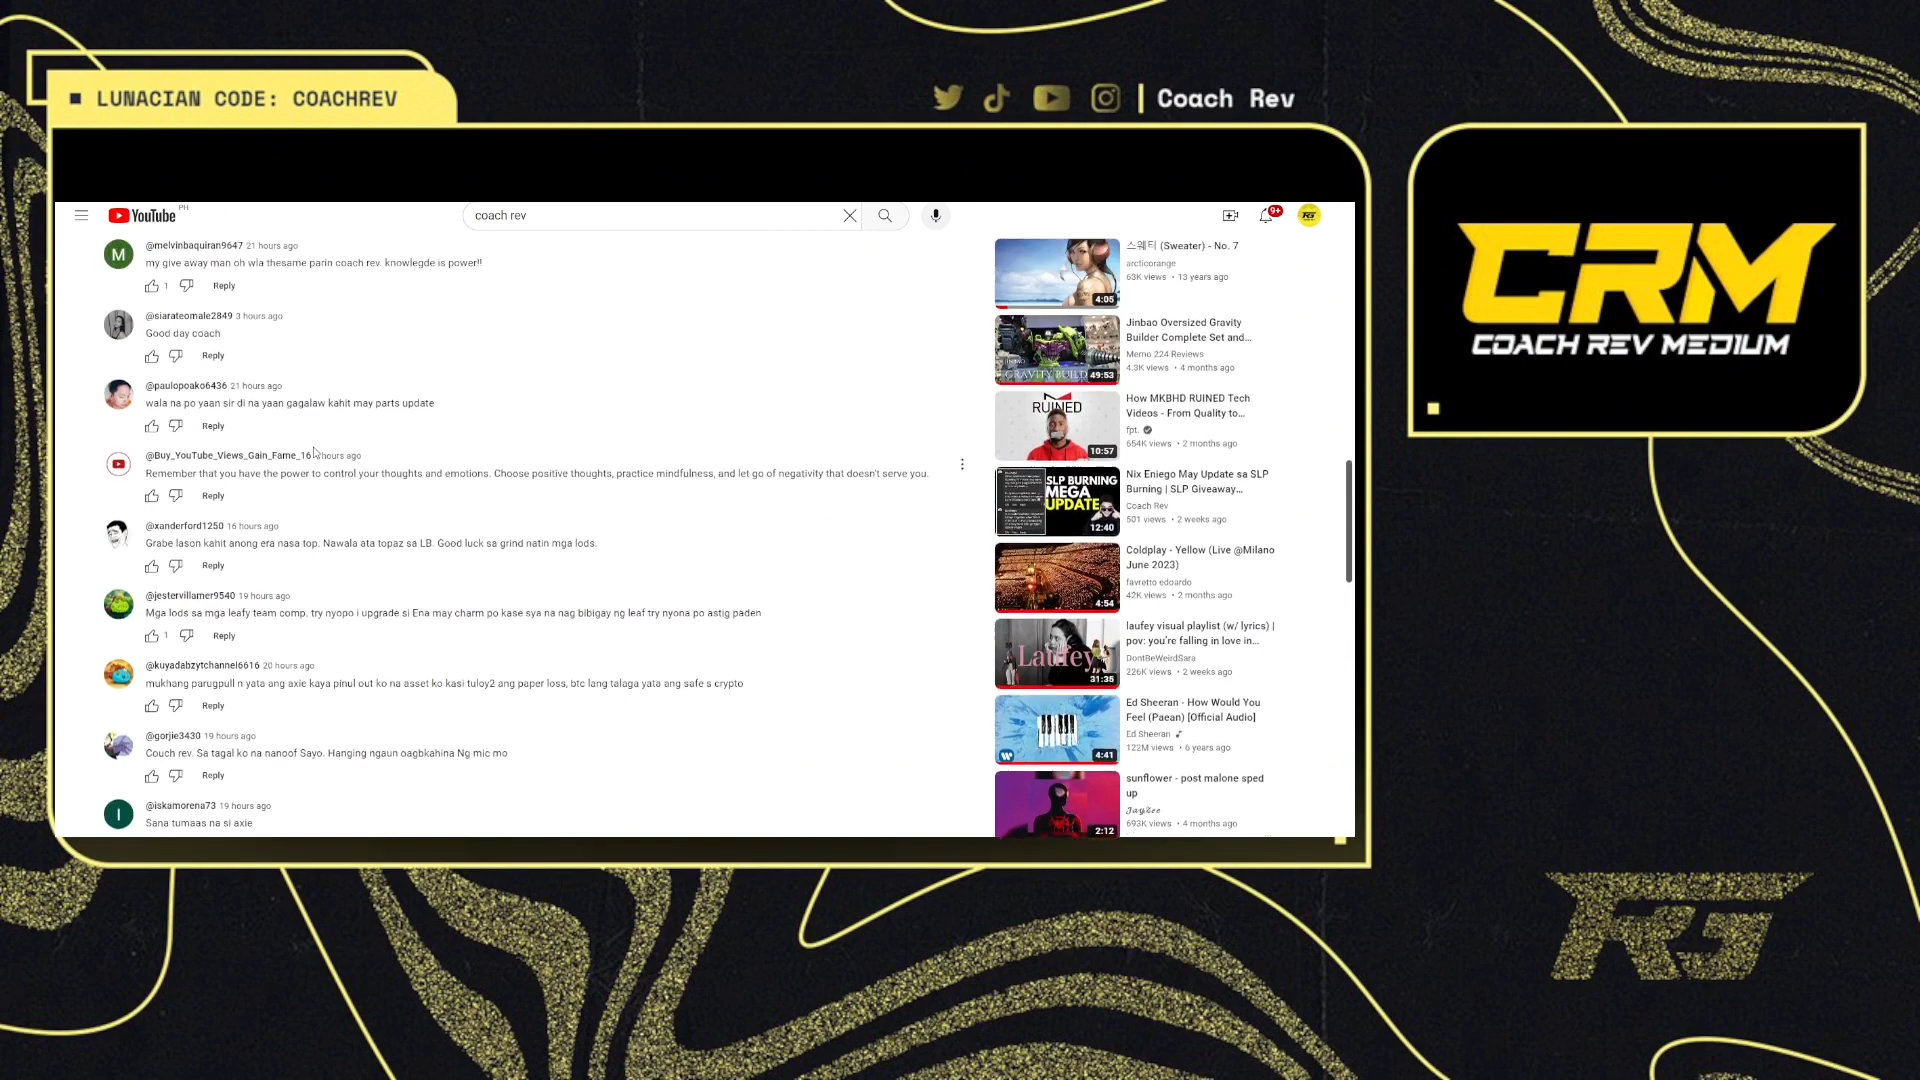 LUNACIAN CODE: COACHREV
Coach Rev
YouTube PH
coach rev
9+
@melvinbaquiran9647 21 hours ago
my give away man oh wla thesame parin coach rev. knowlegde is power!!
1 Reply
@siarateomale2849 3 hours ago
Good day coach
Reply
@paulopoako6436 21 hours ago
wala na po yaan sir di na yaan gagalaw kahit may parts update
Reply
@Buy_YouTube_Views_Gain_Fame_16 hours ago
Remember that you have the power to control your thoughts and emotions. Choose positive thoughts, practice mindfulness, and let go of negativity that doesn't serve you.
Reply
@xanderford1250 16 hours ago
Grabe lason kahit anong era nasa top. Nawala ata topaz sa LB. Good luck sa grind natin mga lods.
Reply
@jestervillamer9540 19 hours ago
Mga lods sa mga leafy team comp. try nyopo i upgrade si Ena may charm po kase sya na nag bibigay ng leaf try nyona po astig paden
1 Reply
@kuyadabzytchannel6616 20 hours ago
mukhang parugpull n yata ang axie kaya pinul out ko na asset ko kasi tuloy2 ang paper loss, btc lang talaga yata ang safe s crypto
Reply
@gorjie3430 19 hours ago
Couch rev. Sa tagal ko na nanoof Sayo. Hanging ngaun oagbkahina Ng mic mo
Reply
@iskamorena73 19 hours ago
Sana tumaas na si axie
M
I
4:05
스웨티 (Sweater) - No. 7
arcticorange
63K views • 13 years ago
GRAVITY BUILD
49:53
Jinbao Oversized Gravity
Builder Complete Set and...
Memo 224 Reviews
4.3K views • 4 months ago
RUINED
10:57
How MKBHD RUINED Tech
Videos - From Quality to...
fpt.
654K views • 2 months ago
SLP BURNING
MEGA
UPDATE
12:40
Nix Eniego May Update sa SLP
Burning | SLP Giveaway...
Coach Rev
501 views • 2 weeks ago
4:54
Coldplay - Yellow (Live @Milano
June 2023)
favretto edoardo
42K views • 2 months ago
Laufey
31:35
laufey visual playlist (w/ lyrics) |
pov: you're falling in love in...
DontBeWeirdSara
226K views • 2 weeks ago
4:41
Ed Sheeran - How Would You
Feel (Paean) [Official Audio]
Ed Sheeran
122M views • 6 years ago
2:12
sunflower - post malone sped
up
𝓙𝓪𝔂𝓩𝓮𝓮
693K views • 4 months ago
CRM
COACH REV MEDIUM